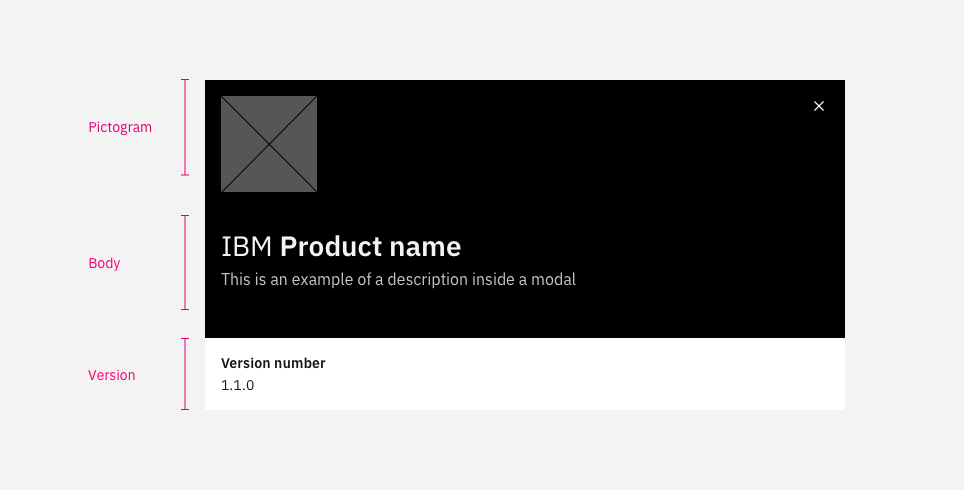 Pictogram
Body
IBM Product name
This is an example of a description inside a modal
Version
Version number
1.1.0